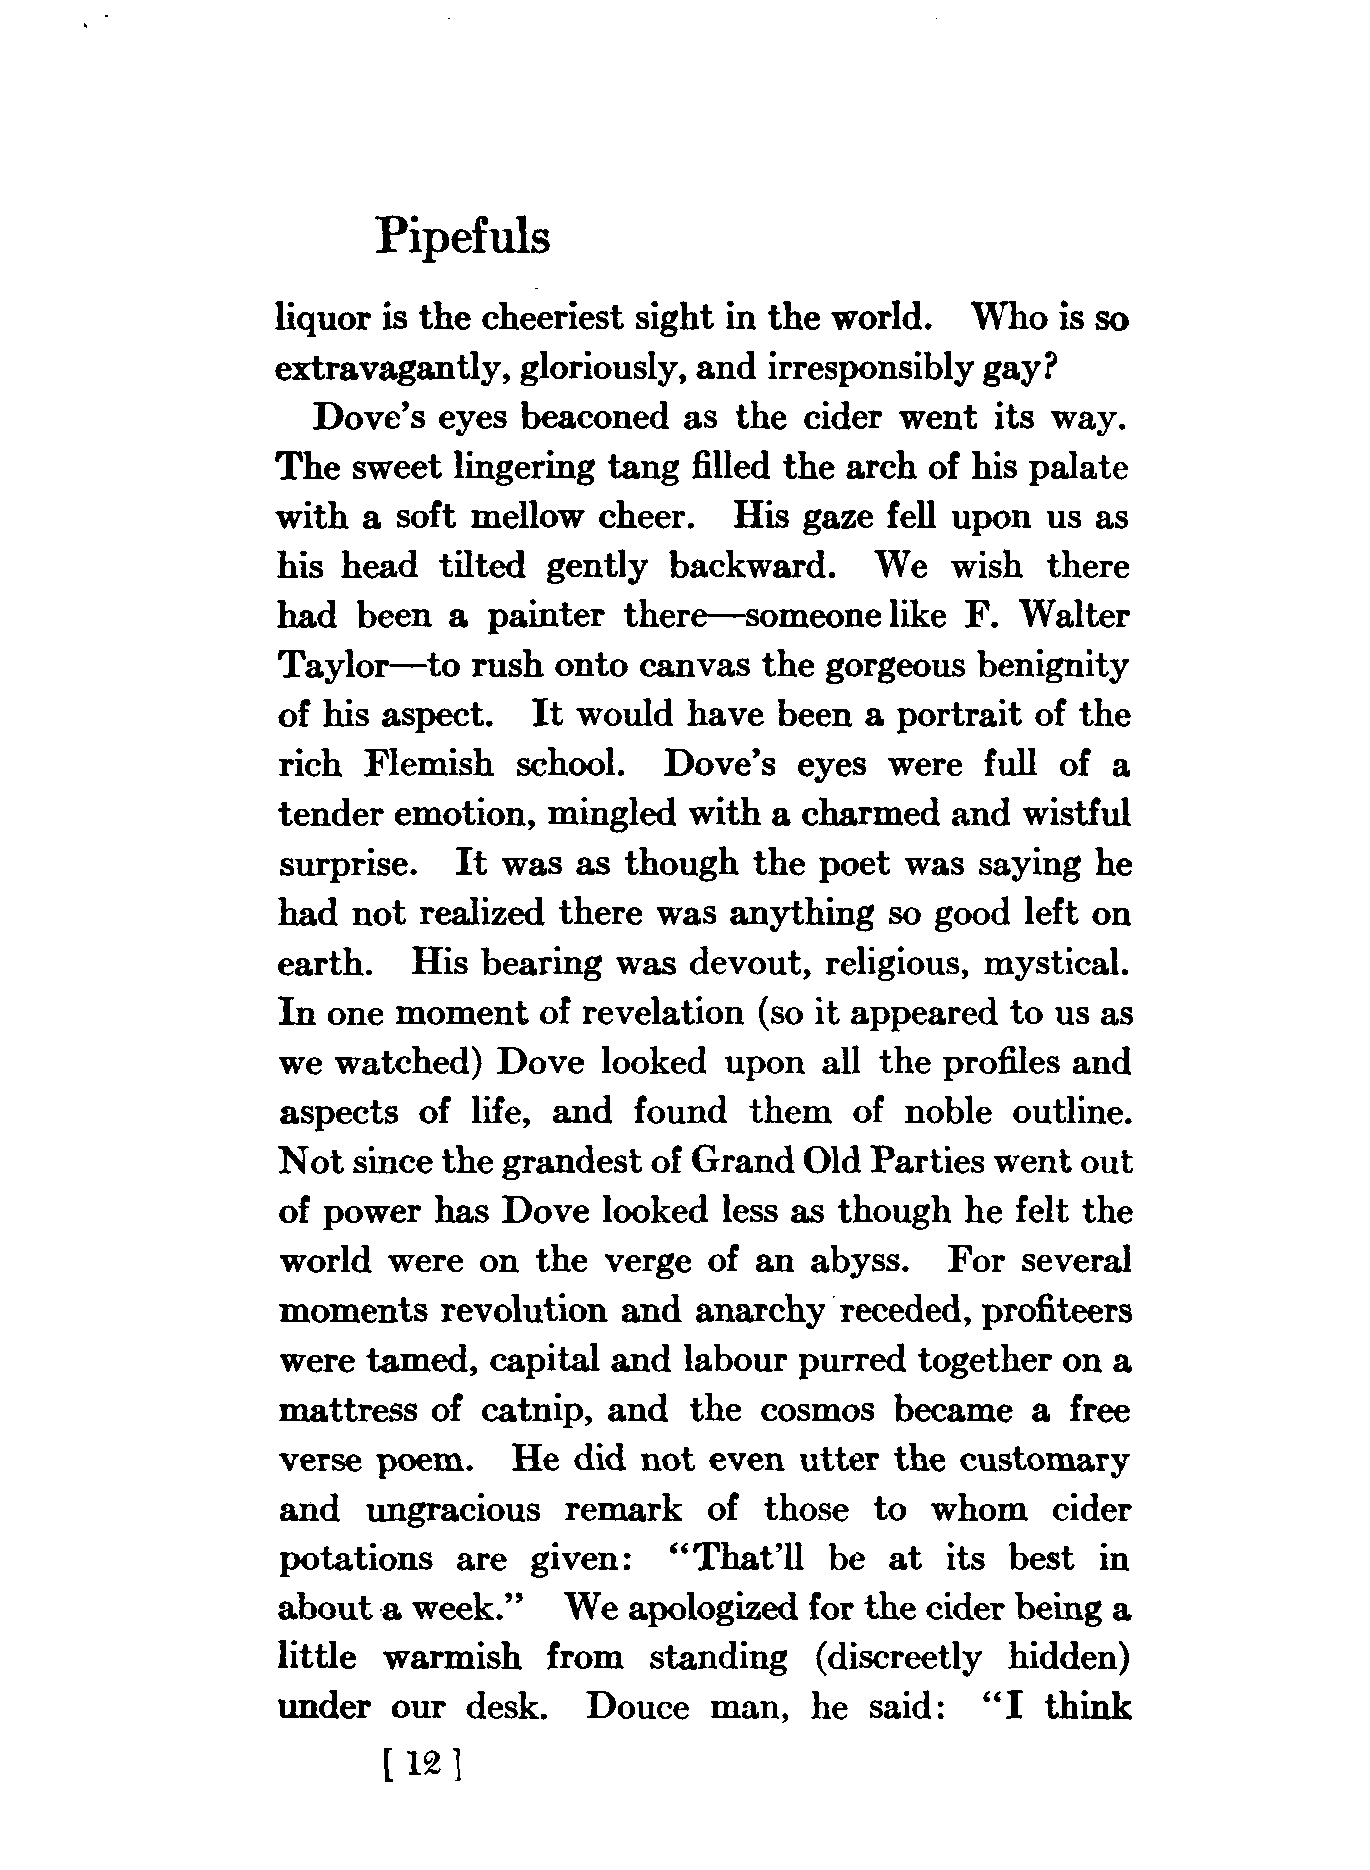 Pipefuls
liquor is the cheeriest sight in the world. Who is so
extravagantly, gloriously, and irresponsibly gay?
Dove's eyes beaconed as the cider went its way.
The sweet lingering tang filled the arch of his palate
with a soft mellow cheer. His gaze fell upon us as
his head tilted gently backward. We wish there
had been a painter there—someone like F. Walter
Taylor—to rush onto canvas the gorgeous benignity
of his aspect. It would have been a portrait of the
rich Flemish school. Dove's eyes were full of a
tender emotion, mingled with a charmed and wistful
surprise. It was as though the poet was saying he
had not realized there was anything so good left on
earth. His bearing was devout, religious, mystical.
In one moment of revelation (so it appeared to us as
we watched) Dove looked upon all the profiles and
aspects of life, and found them of noble outline.
Not since the grandest of Grand Old Parties went out
of power has Dove looked less as though he felt the
world were on the verge of an abyss. For several
moments revolution and anarchy receded, profiteers
were tamed, capital and labour purred together on a
mattress of catnip, and the cosmos became a free
verse poem. He did not even utter the customary
and ungracious remark of those to whom cider
potations are given: "That'll be at its best in
about a week." We apologized for the cider being a
little warmish from standing (discreetly hidden)
under our desk. Douce man, he said: "I think
[ 12 ]